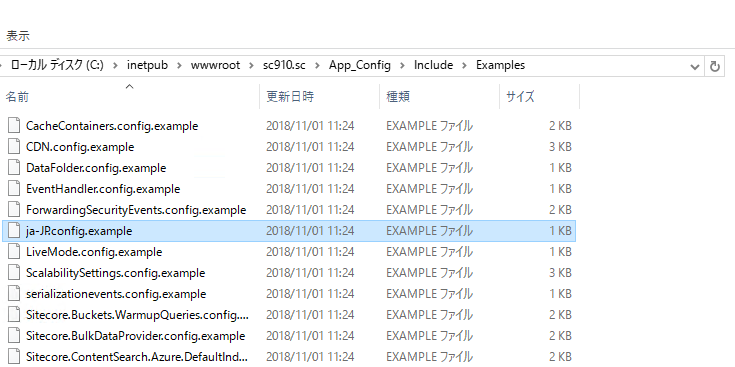 表示
ローカル ディスク (C:) › inetpub › wwwroot › sc910.sc › App_Config › Include › Examples
名前 更新日時 種類 サイズ
CacheContainers.config.example 2018/11/01 11:24 EXAMPLE ファイル 2 KB
CDN.config.example 2018/11/01 11:24 EXAMPLE ファイル 3 KB
DataFolder.config.example 2018/11/01 11:24 EXAMPLE ファイル 1 KB
EventHandler.config.example 2018/11/01 11:24 EXAMPLE ファイル 1 KB
ForwardingSecurityEvents.config.example 2018/11/01 11:24 EXAMPLE ファイル 2 KB
ja-JP.config.example 2018/11/01 11:24 EXAMPLE ファイル 1 KB
LiveMode.config.example 2018/11/01 11:24 EXAMPLE ファイル 1 KB
ScalabilitySettings.config.example 2018/11/01 11:24 EXAMPLE ファイル 3 KB
serializationevents.config.example 2018/11/01 11:24 EXAMPLE ファイル 1 KB
Sitecore.Buckets.WarmupQueries.config.... 2018/11/01 11:24 EXAMPLE ファイル 2 KB
Sitecore.BulkDataProvider.config.example 2018/11/01 11:24 EXAMPLE ファイル 2 KB
Sitecore.ContentSearch.Azure.DefaultInd... 2018/11/01 11:24 EXAMPLE ファイル 2 KB